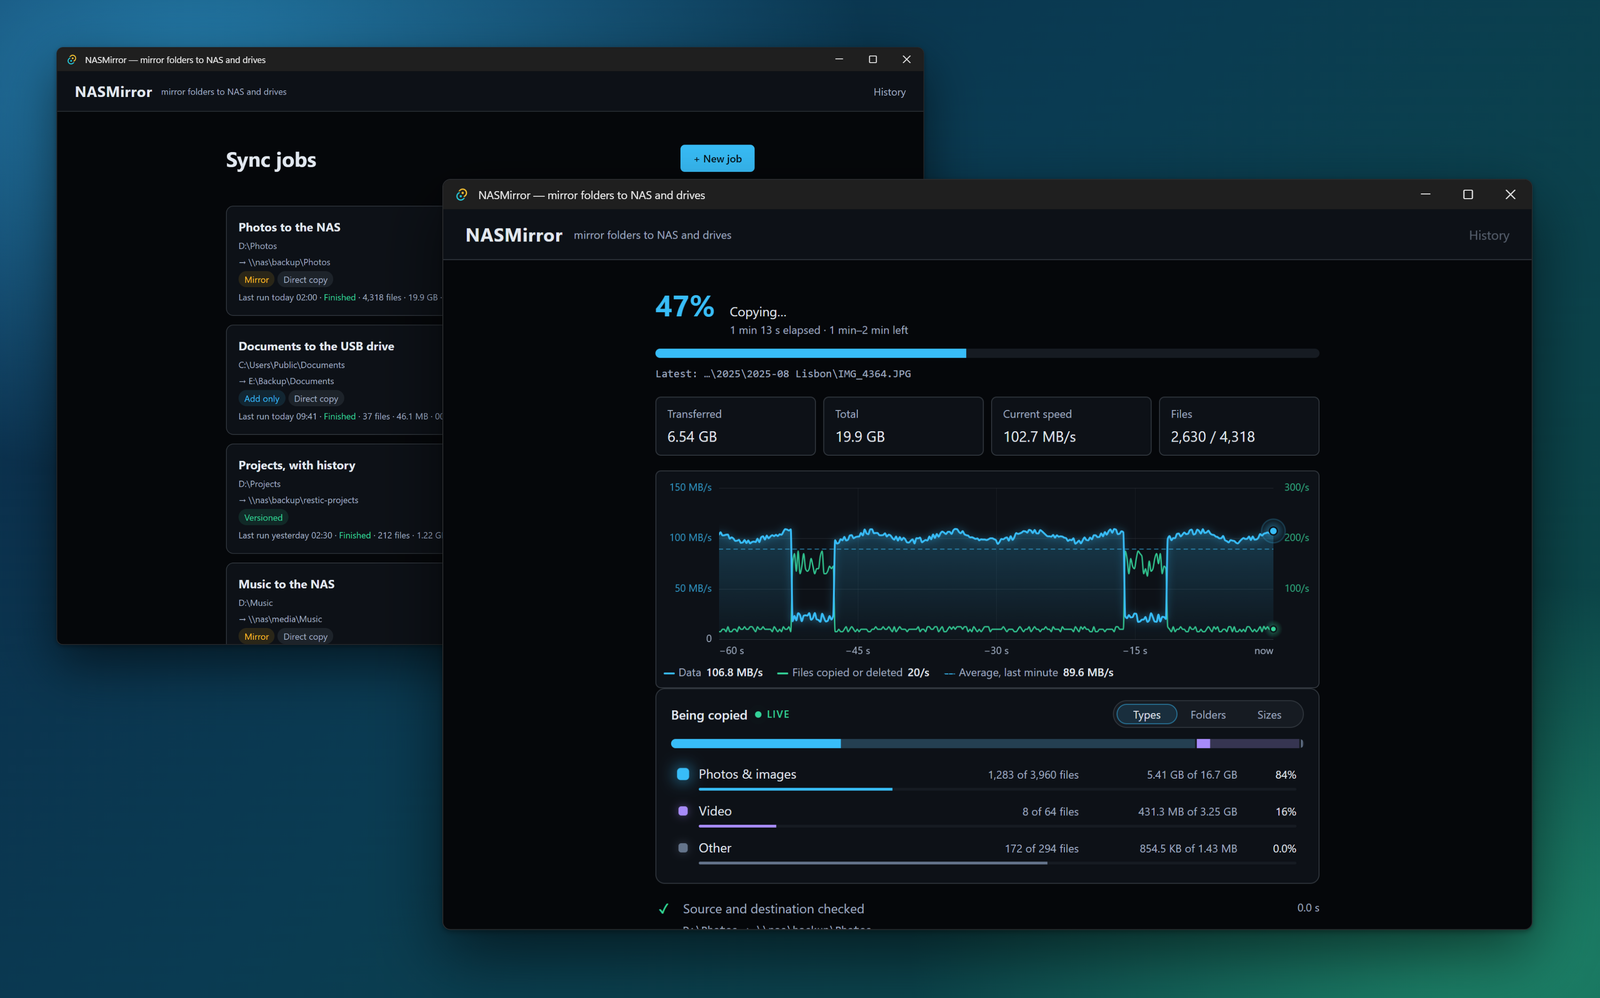 NASMirror — mirror folders to NAS and drives
NASMirror mirror folders to NAS and drives History
Sync jobs
+ New job
Photos to the NAS
D:\Photos
→ \\nas\backup\Photos
Mirror Direct copy
Last run today 02:00 · Finished · 4,318 files · 19.9 GB ·
Documents to the USB drive
C:\Users\Public\Documents
→ E:\Backup\Documents
Add only Direct copy
Last run today 09:41 · Finished · 37 files · 46.1 MB · 00
Projects, with history
D:\Projects
→ \\nas\backup\restic-projects
Versioned
Last run yesterday 02:30 · Finished · 212 files · 1.22 G
Music to the NAS
D:\Music
→ \\nas\media\Music
Mirror Direct copy
NASMirror — mirror folders to NAS and drives
NASMirror mirror folders to NAS and drives History
47% Copying...
1 min 13 s elapsed · 1 min–2 min left
Latest: …\2025\2025-08 Lisbon\IMG_4364.JPG
Transferred Total Current speed Files
6.54 GB 19.9 GB 102.7 MB/s 2,630 / 4,318
150 MB/s 300/s
100 MB/s 200/s
50 MB/s 100/s
0
−60 s −45 s −30 s −15 s now
Data 106.8 MB/s Files copied or deleted 20/s Average, last minute 89.6 MB/s
Being copied LIVE Types Folders Sizes
Photos & images 1,283 of 3,960 files 5.41 GB of 16.7 GB 84%
Video 8 of 64 files 431.3 MB of 3.25 GB 16%
Other 172 of 294 files 854.5 KB of 1.43 MB 0.0%
✓ Source and destination checked 0.0 s